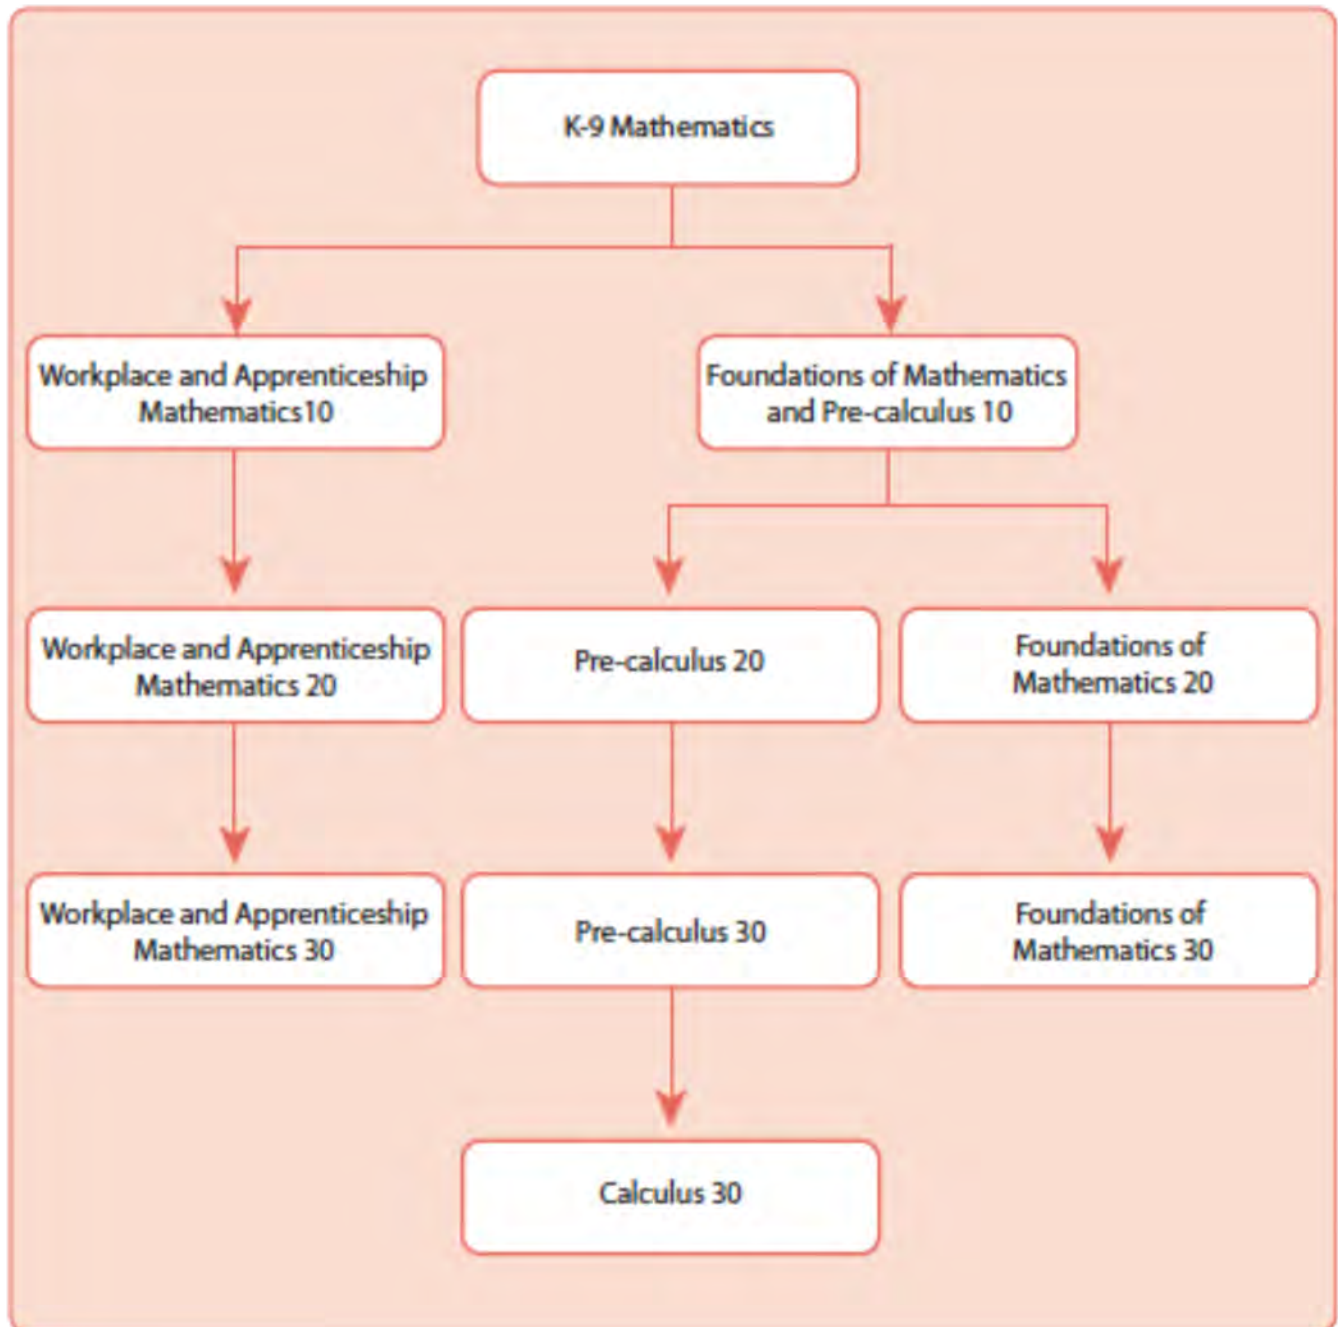 K-9 Mathematics
Workplace and Apprenticeship
Mathematics10
Foundations of Mathematics
and Pre-calculus 10
Workplace and Apprenticeship
Mathematics 20
Pre-calculus 20
Foundations of
Mathematics 20
Workplace and Apprenticeship
Mathematics 30
Pre-calculus 30
Foundations of
Mathematics 30
Calculus 30